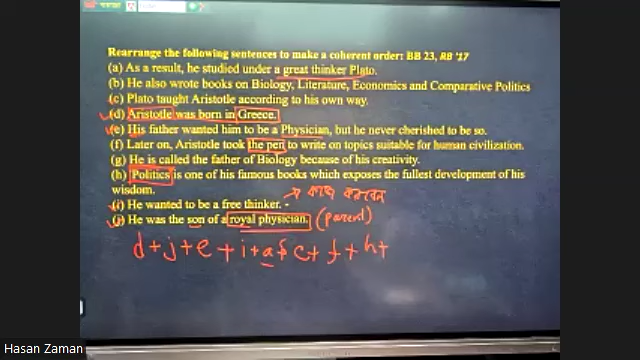 Rearrange the following sentences to make a coherent order: BB 23, RB '17
(a) As a result, he studied under a great thinker Plato.
(b) He also wrote books on Biology, Literature, Economics and Comparative Politics
(c) Plato taught Aristotle according to his own way.
(d) Aristotle was born in Greece.
(e) His father wanted him to be a Physician, but he never cherished to be so.
(f) Later on, Aristotle took the pen to write on topics suitable for human civilization.
(g) He is called the father of Biology because of his creativity.
(h) Politics is one of his famous books which exposes the fullest development of his
wisdom.
(i) He wanted to be a free thinker. -
(j) He was the son of a royal physician. (parent)
d+j+e+i+a+c+f+h+
Hasan Zaman